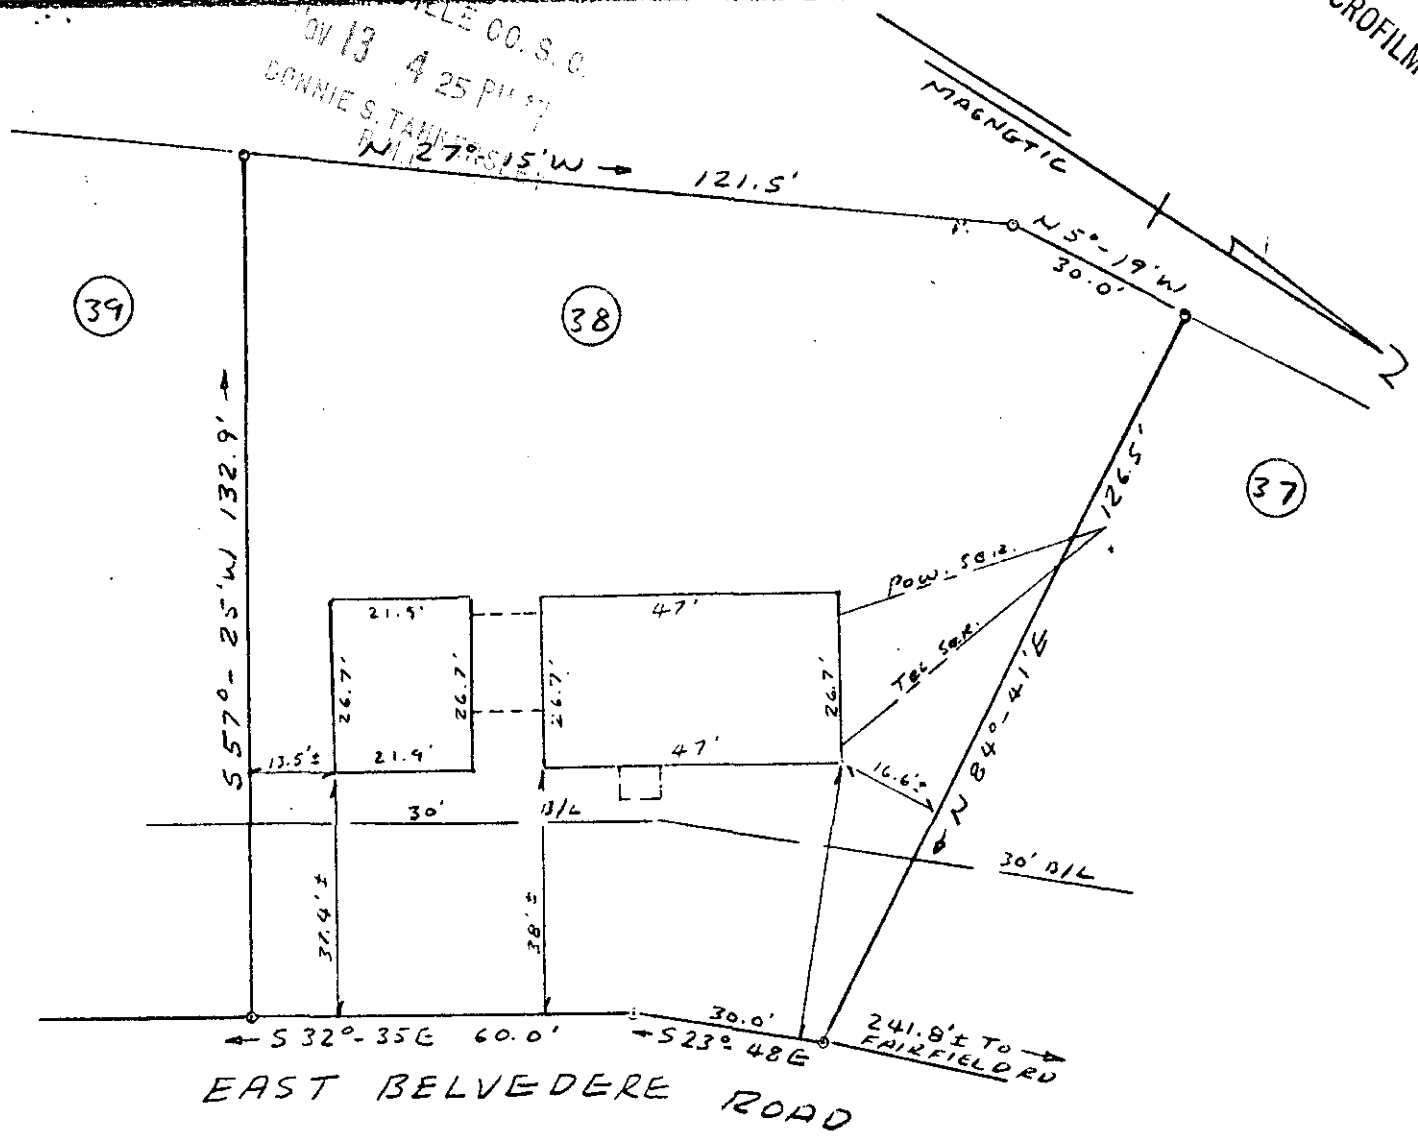 CO. S. C.
13 4 25 PM
DONNIE S. TANKERSLEY
MAGNETIC
N 27°-15'W → 121.5'
N 5°-19'W
30.0'
39
38
37
S 57°-25'W 132.9' →
126.5'
N 84°-41'E
POW. SER.
TEL SER.
21.9'
47'
26.7'
26.7'
26.7'
26.7'
13.5'±
21.9'
47'
16.6'±
30'
B/L
30' B/L
37.4'±
38'±
← S 32°-35E 60.0'
30.0'
← S 23°-48E
241.8'± TO →
FAIRFIELD RD
EAST BELVEDERE ROAD